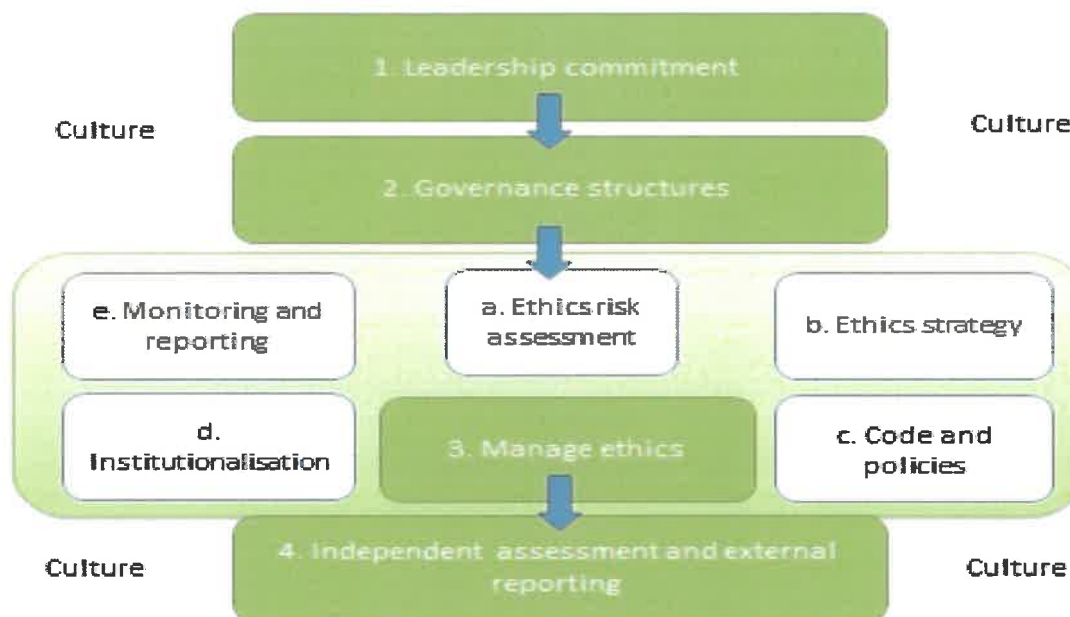 1. Leadership commitment
Culture
Culture
2. Governance structures
e. Monitoring and
reporting
a. Ethics risk
assessment
b. Ethics strategy
d.
Institutionalisation
3. Manage ethics
c. Code and
policies
4. Independent assessment and external
reporting
Culture
Culture